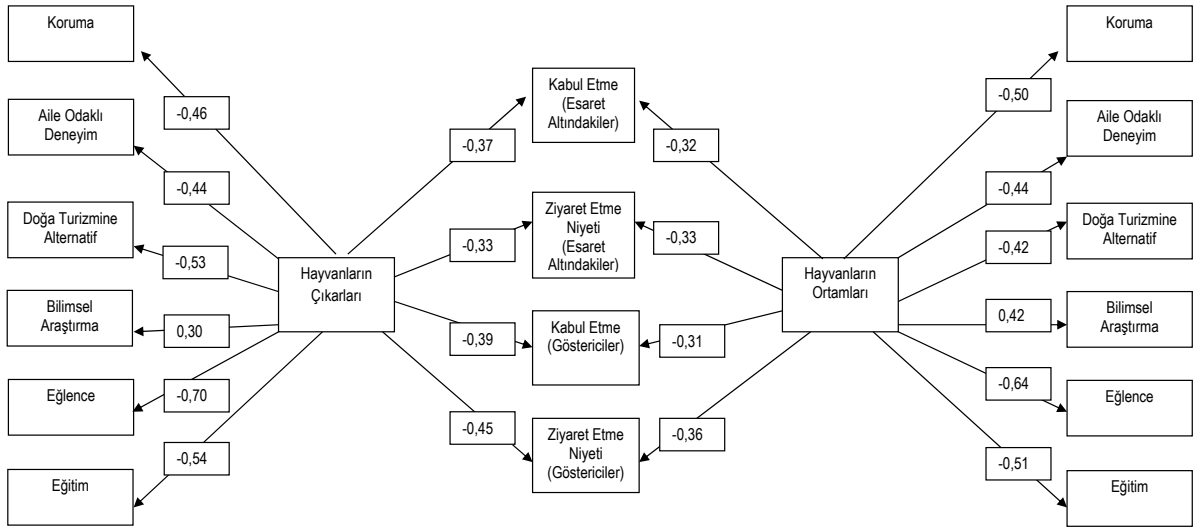 Koruma
-0,46
Aile Odaklı
Deneyim
-0,44
Doğa Turizmine
Alternatif
-0,53
Bilimsel
Araştırma
0,30
Eğlence
-0,70
Eğitim
-0,54
Hayvanların
Çıkarları
-0,37
-0,33
-0,39
-0,45
Kabul Etme
(Esaret
Altındakiler)
Ziyaret Etme
Niyeti
(Esaret
Altındakiler)
Kabul Etme
(Göstericiler)
Ziyaret Etme
Niyeti
(Göstericiler)
-0,32
-0,33
-0,31
-0,36
Hayvanların
Ortamları
-0,50
-0,44
-0,42
0,42
-0,64
-0,51
Koruma
Aile Odaklı
Deneyim
Doğa Turizmine
Alternatif
Bilimsel
Araştırma
Eğlence
Eğitim